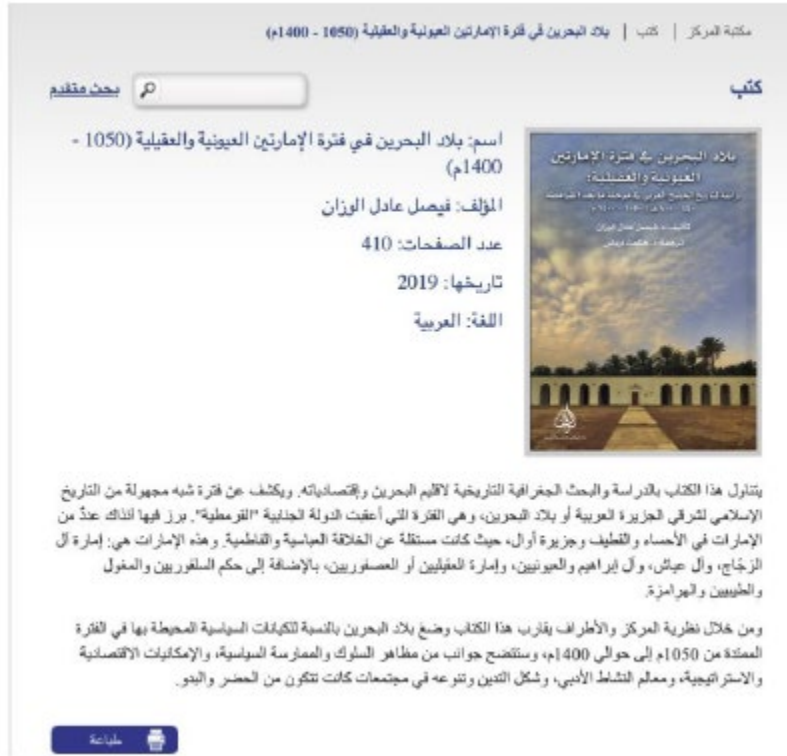 مكتبة المركز | كتب | بلاد البحرين في فترة الإمارتين العيونية والعقيلية (1050 - 1400م)
كتب
بحث متقدم
بلاد البحرين في فترة الإمارتين
العيونية والعقيلية:
اسم: بلاد البحرين في فترة الإمارتين العيونية والعقيلية (1050 -
1400م)
المؤلف: فيصل عادل الوزان
عدد الصفحات: 410
تاريخها: 2019
اللغة: العربية
يتناول هذا الكتاب بالدراسة والبحث الجغرافية التاريخية لاقليم البحرين وإقتصادياته. ويكشف عن فترة شبه مجهولة من التاريخ
الإسلامي لشرقي الجزيرة العربية أو بلاد البحرين، وهي الفترة التي أعقبت الدولة الجنابية "القرمطية". برز فيها آنذاك عددٌ من
الإمارات في الأحساء والقطيف وجزيرة أوال، حيث كانت مستقلة عن الخلافة العباسية والفاطمية. وهذه الإمارات هي: إمارة آل
الزجّاج، وآل عياش، وآل إبراهيم والعيونيين، وإمارة العقيليين أو العصفوريين، بالإضافة إلى حكم السلغوريين والمغول
والطيبيين والهرامزة.
ومن خلال نظرية المركز والأطراف يقارب هذا الكتاب وضعَ بلاد البحرين بالنسبة للكيانات السياسية المحيطة بها في الفترة
الممتدة من 1050م إلى حوالي 1400م، وستتضح جوانب من مظاهر السلوك والممارسة السياسية، والإمكانيات الاقتصادية
والاستراتيجية، ومعالم النشاط الأدبي، وشكل التدين وتنوعه في مجتمعات كانت تتكون من الحضر والبدو.
طباعة